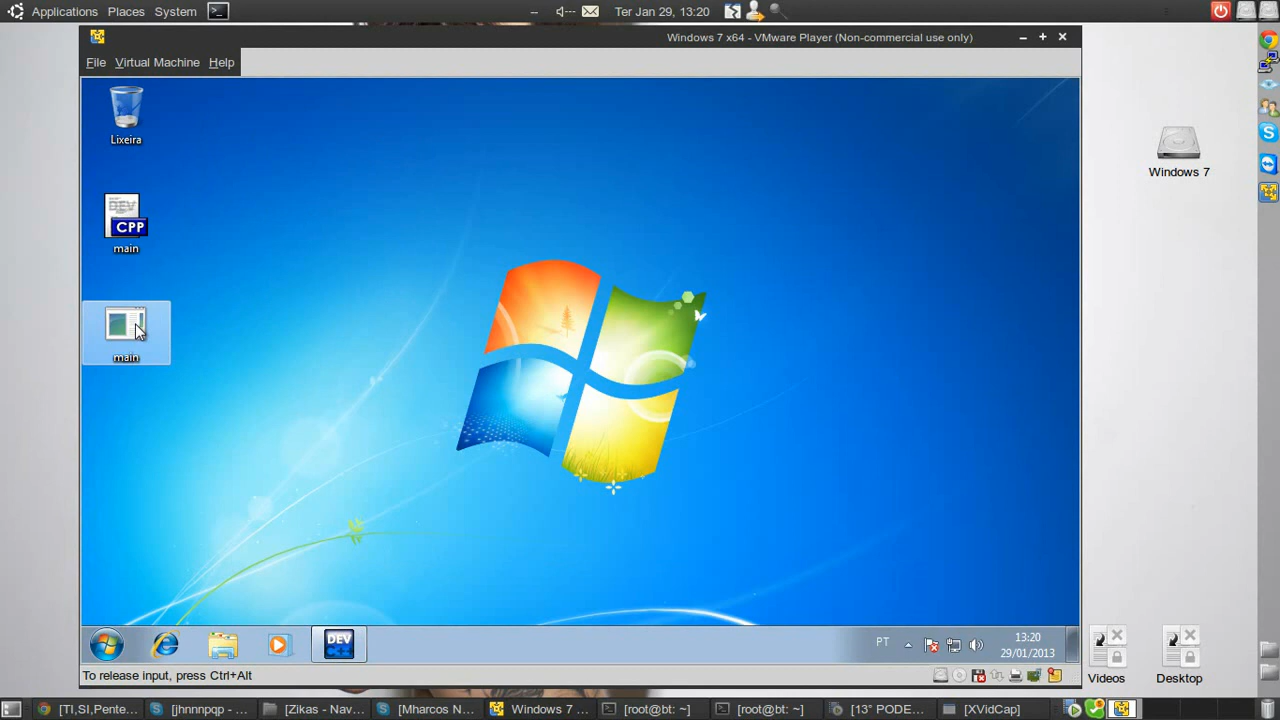 Applications Places System
Ter Jan 29, 13:20
Windows 7 x64 - VMware Player (Non-commercial use only)
File Virtual Machine Help
Lixeira
DEV
CPP
main
main
Windows 7
DEV
C++
PT
13:20
29/01/2013
To release input, press Ctrl+Alt
Videos
Desktop
[TI,SI,Pente...
[jhnnnpqp - ...
[Zikas - Nav...
[Mharcos N...
Windows 7 ...
[root@bt: ~]
[root@bt: ~]
[13° PODE...
[XVidCap]